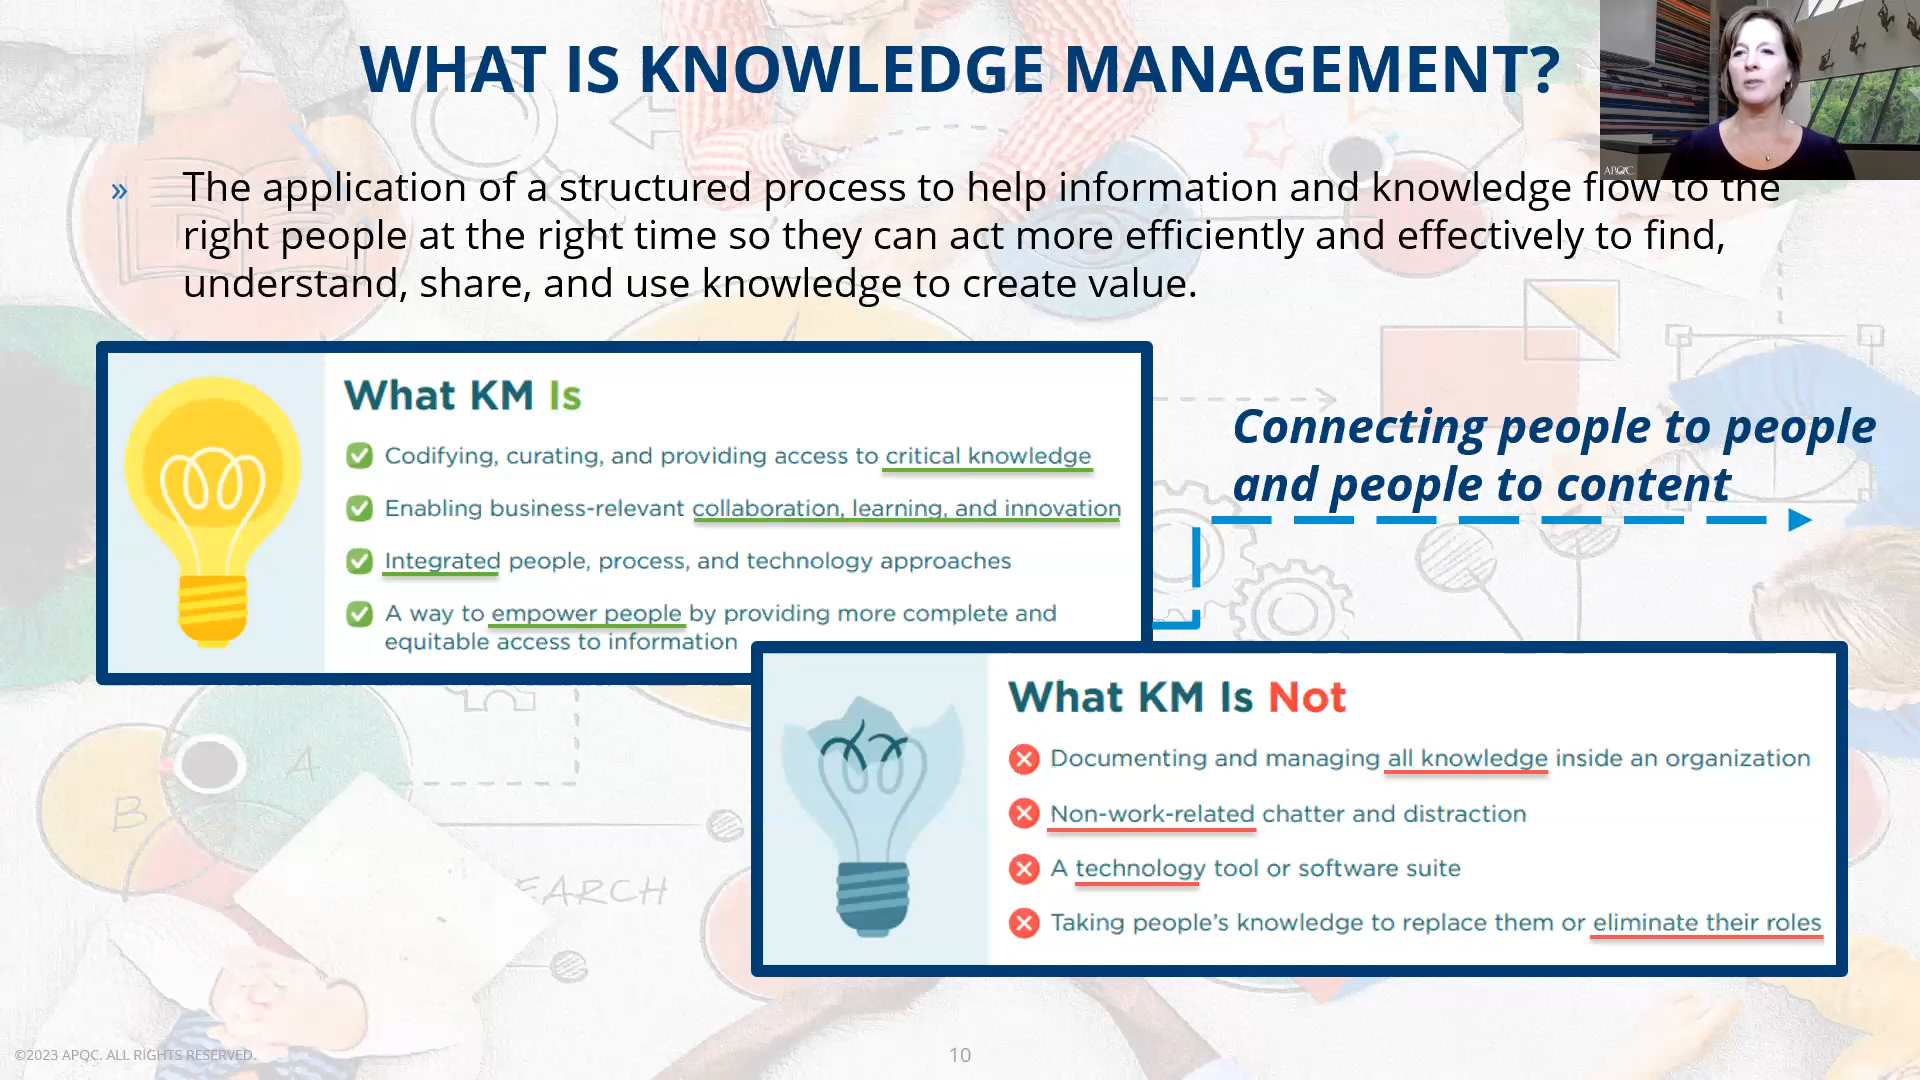 WHAT IS KNOWLEDGE MANAGEMENT?
APQC
» The application of a structured process to help information and knowledge flow to the
right people at the right time so they can act more efficiently and effectively to find,
understand, share, and use knowledge to create value.
What KM Is
Codifying, curating, and providing access to critical knowledge
Enabling business-relevant collaboration, learning, and innovation
Integrated people, process, and technology approaches
A way to empower people by providing more complete and
equitable access to information
Connecting people to people
and people to content
What KM Is Not
Documenting and managing all knowledge inside an organization
Non-work-related chatter and distraction
A technology tool or software suite
Taking people’s knowledge to replace them or eliminate their roles
A
B
EARCH
©2023 APQC. ALL RIGHTS RESERVED.
10